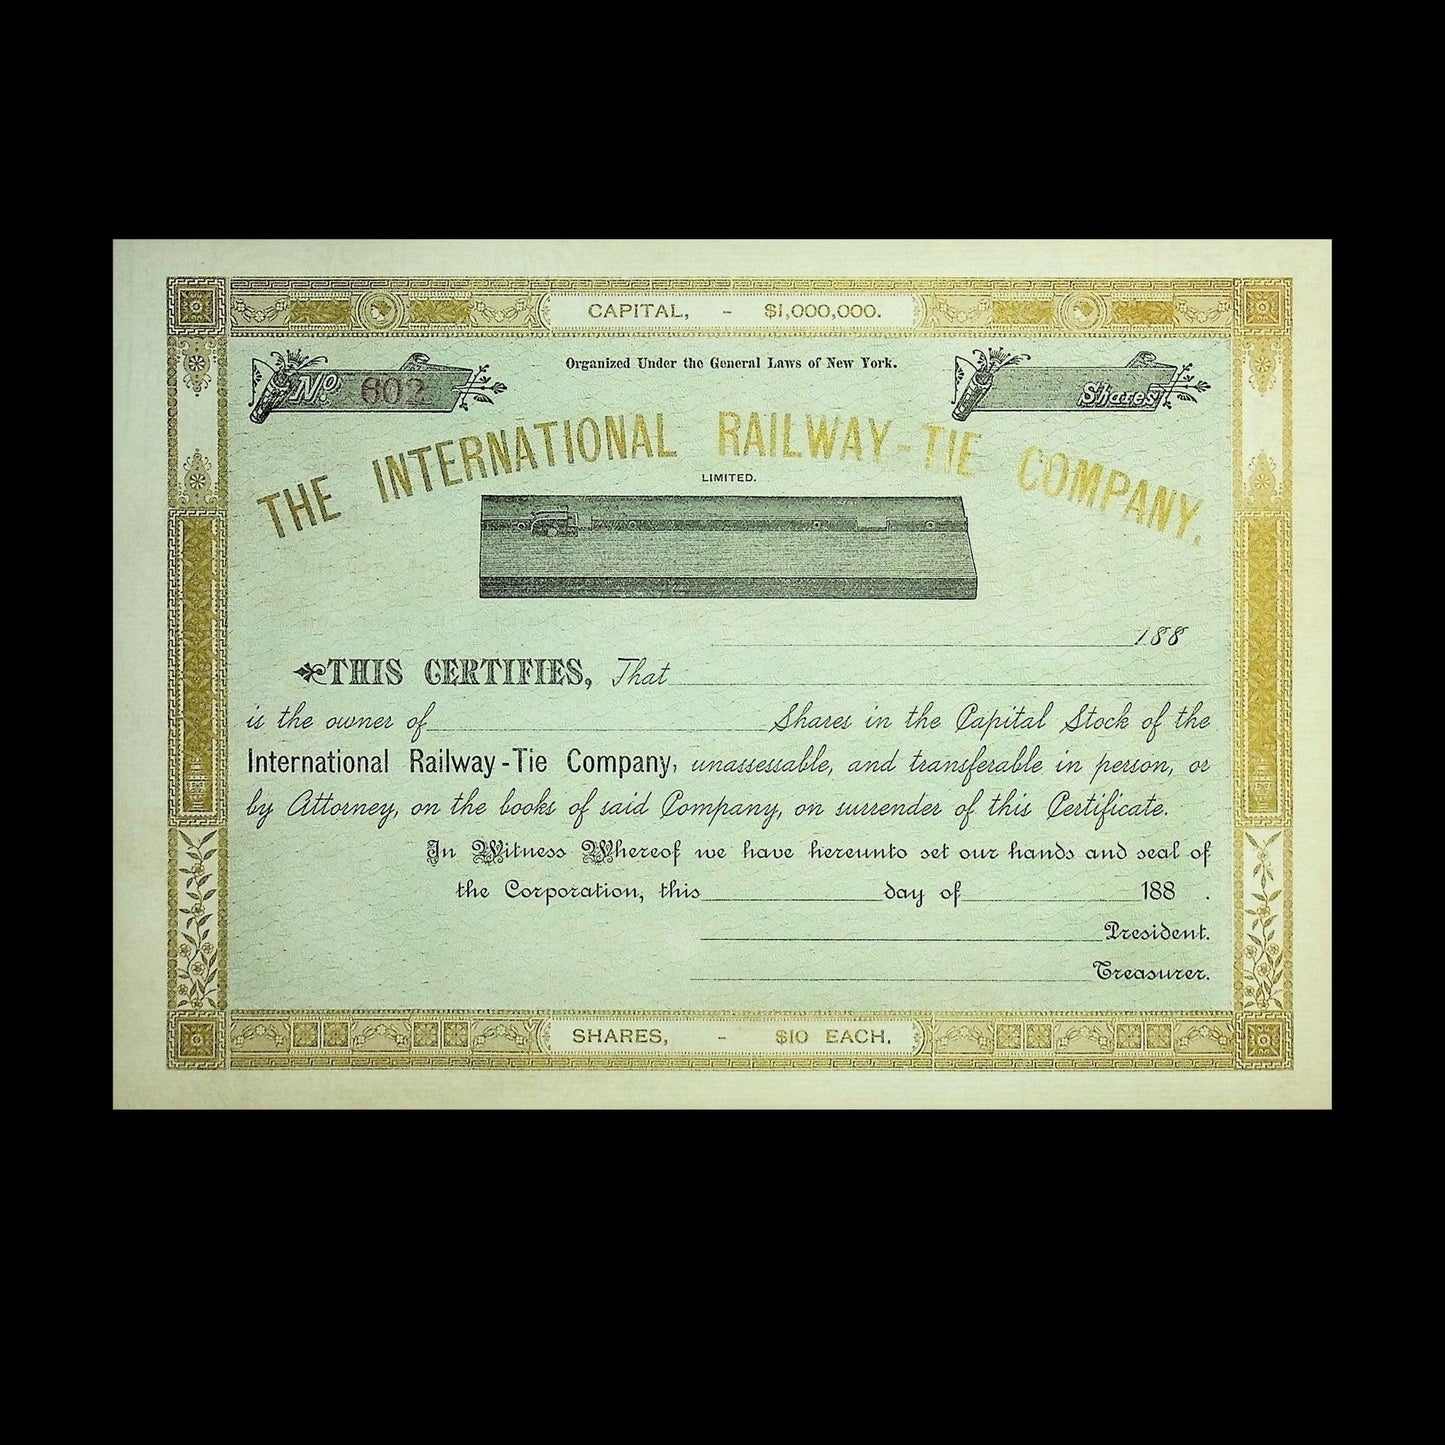 CAPITAL, - $1,000,000.
Organized Under the General Laws of New York.
No. 602
Shares
THE INTERNATIONAL RAILWAY-TIE COMPANY.
LIMITED.
188
THIS CERTIFIES, That
is the owner of Shares in the Capital Stock of the
International Railway-Tie Company, unassessable, and transferable in person, or
by Attorney, on the books of said Company, on surrender of this Certificate.
In Witness Whereof we have hereunto set our hands and seal of
the Corporation, this day of 188 .
President.
Treasurer.
SHARES, - $10 EACH.